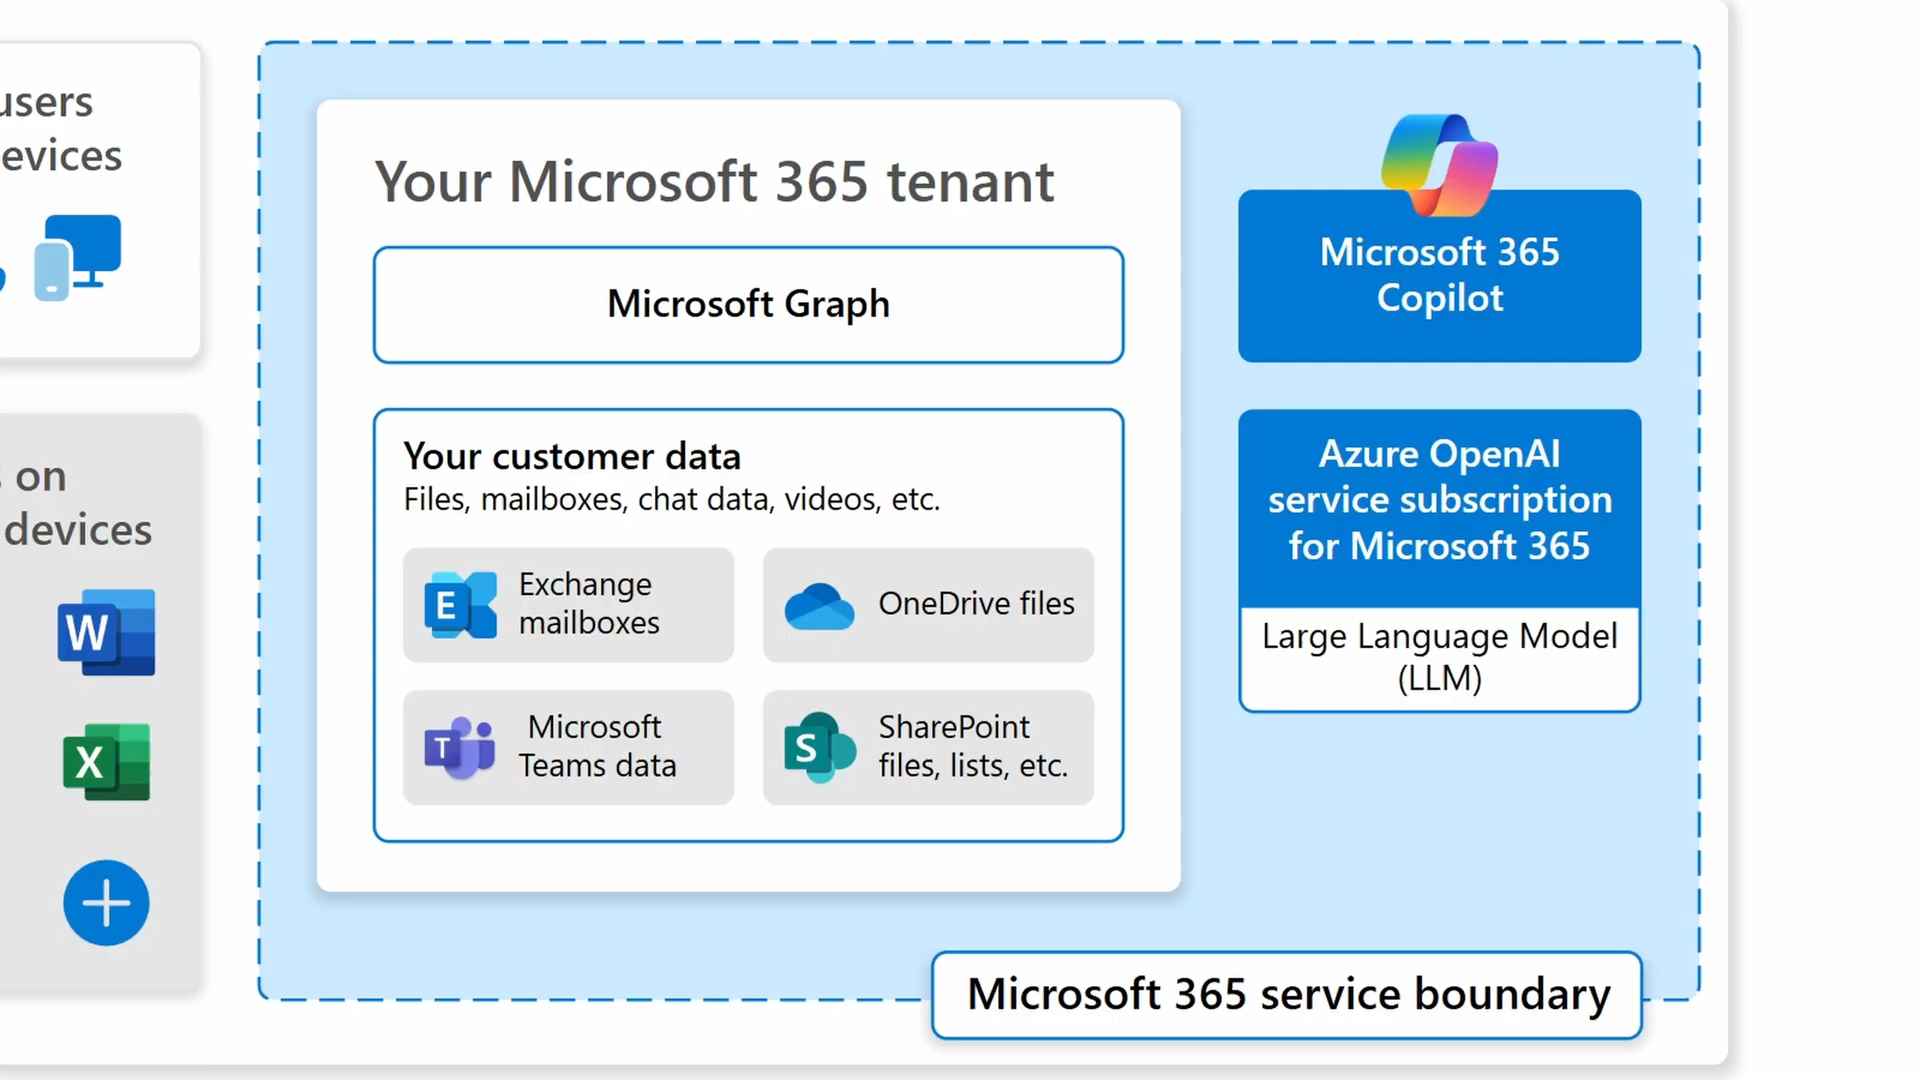 users
evices
on
devices
W
X
Your Microsoft 365 tenant
Microsoft Graph
Your customer data
Files, mailboxes, chat data, videos, etc.
E
Exchange
mailboxes
OneDrive files
T
Microsoft
Teams data
S
SharePoint
files, lists, etc.
Microsoft 365
Copilot
Azure OpenAI
service subscription
for Microsoft 365
Large Language Model
(LLM)
Microsoft 365 service boundary